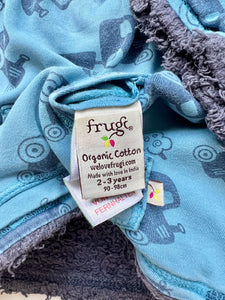 frugi®
Organic Cotton
welovefrugi.com
Made with love in India
2-3 years
90-98cm